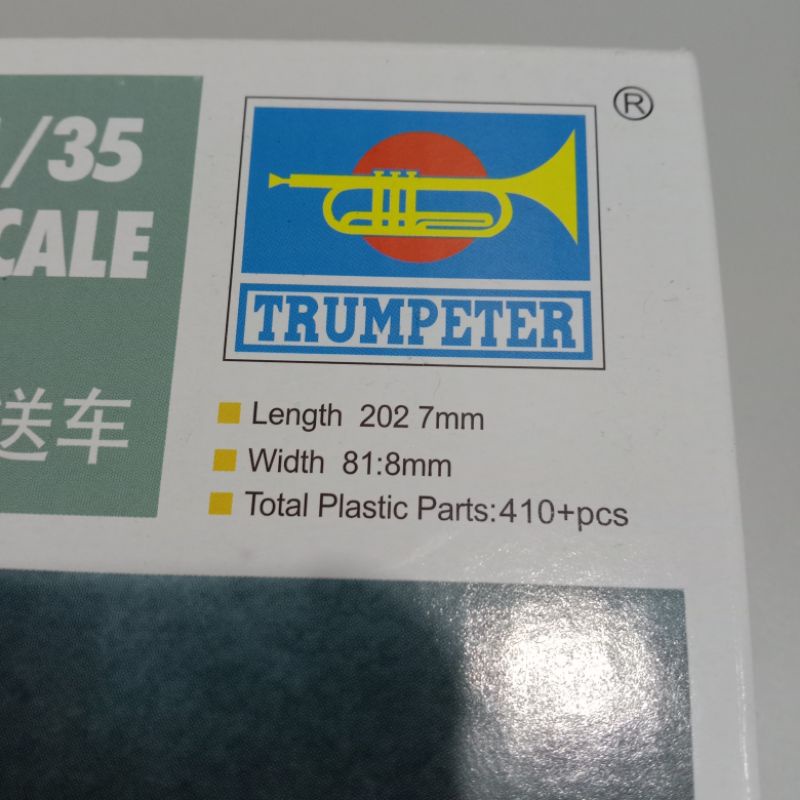 /35
CALE
送车
®
TRUMPETER
Length 202 7mm
Width 81:8mm
Total Plastic Parts:410+pcs